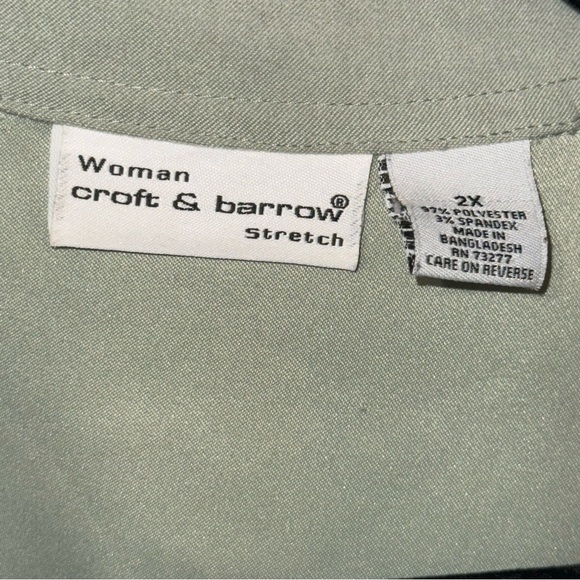 Woman
croft & barrow®
stretch
2X
97% POLYESTER
3% SPANDEX
MADE IN
BANGLADESH
RN 73277
CARE ON REVERSE